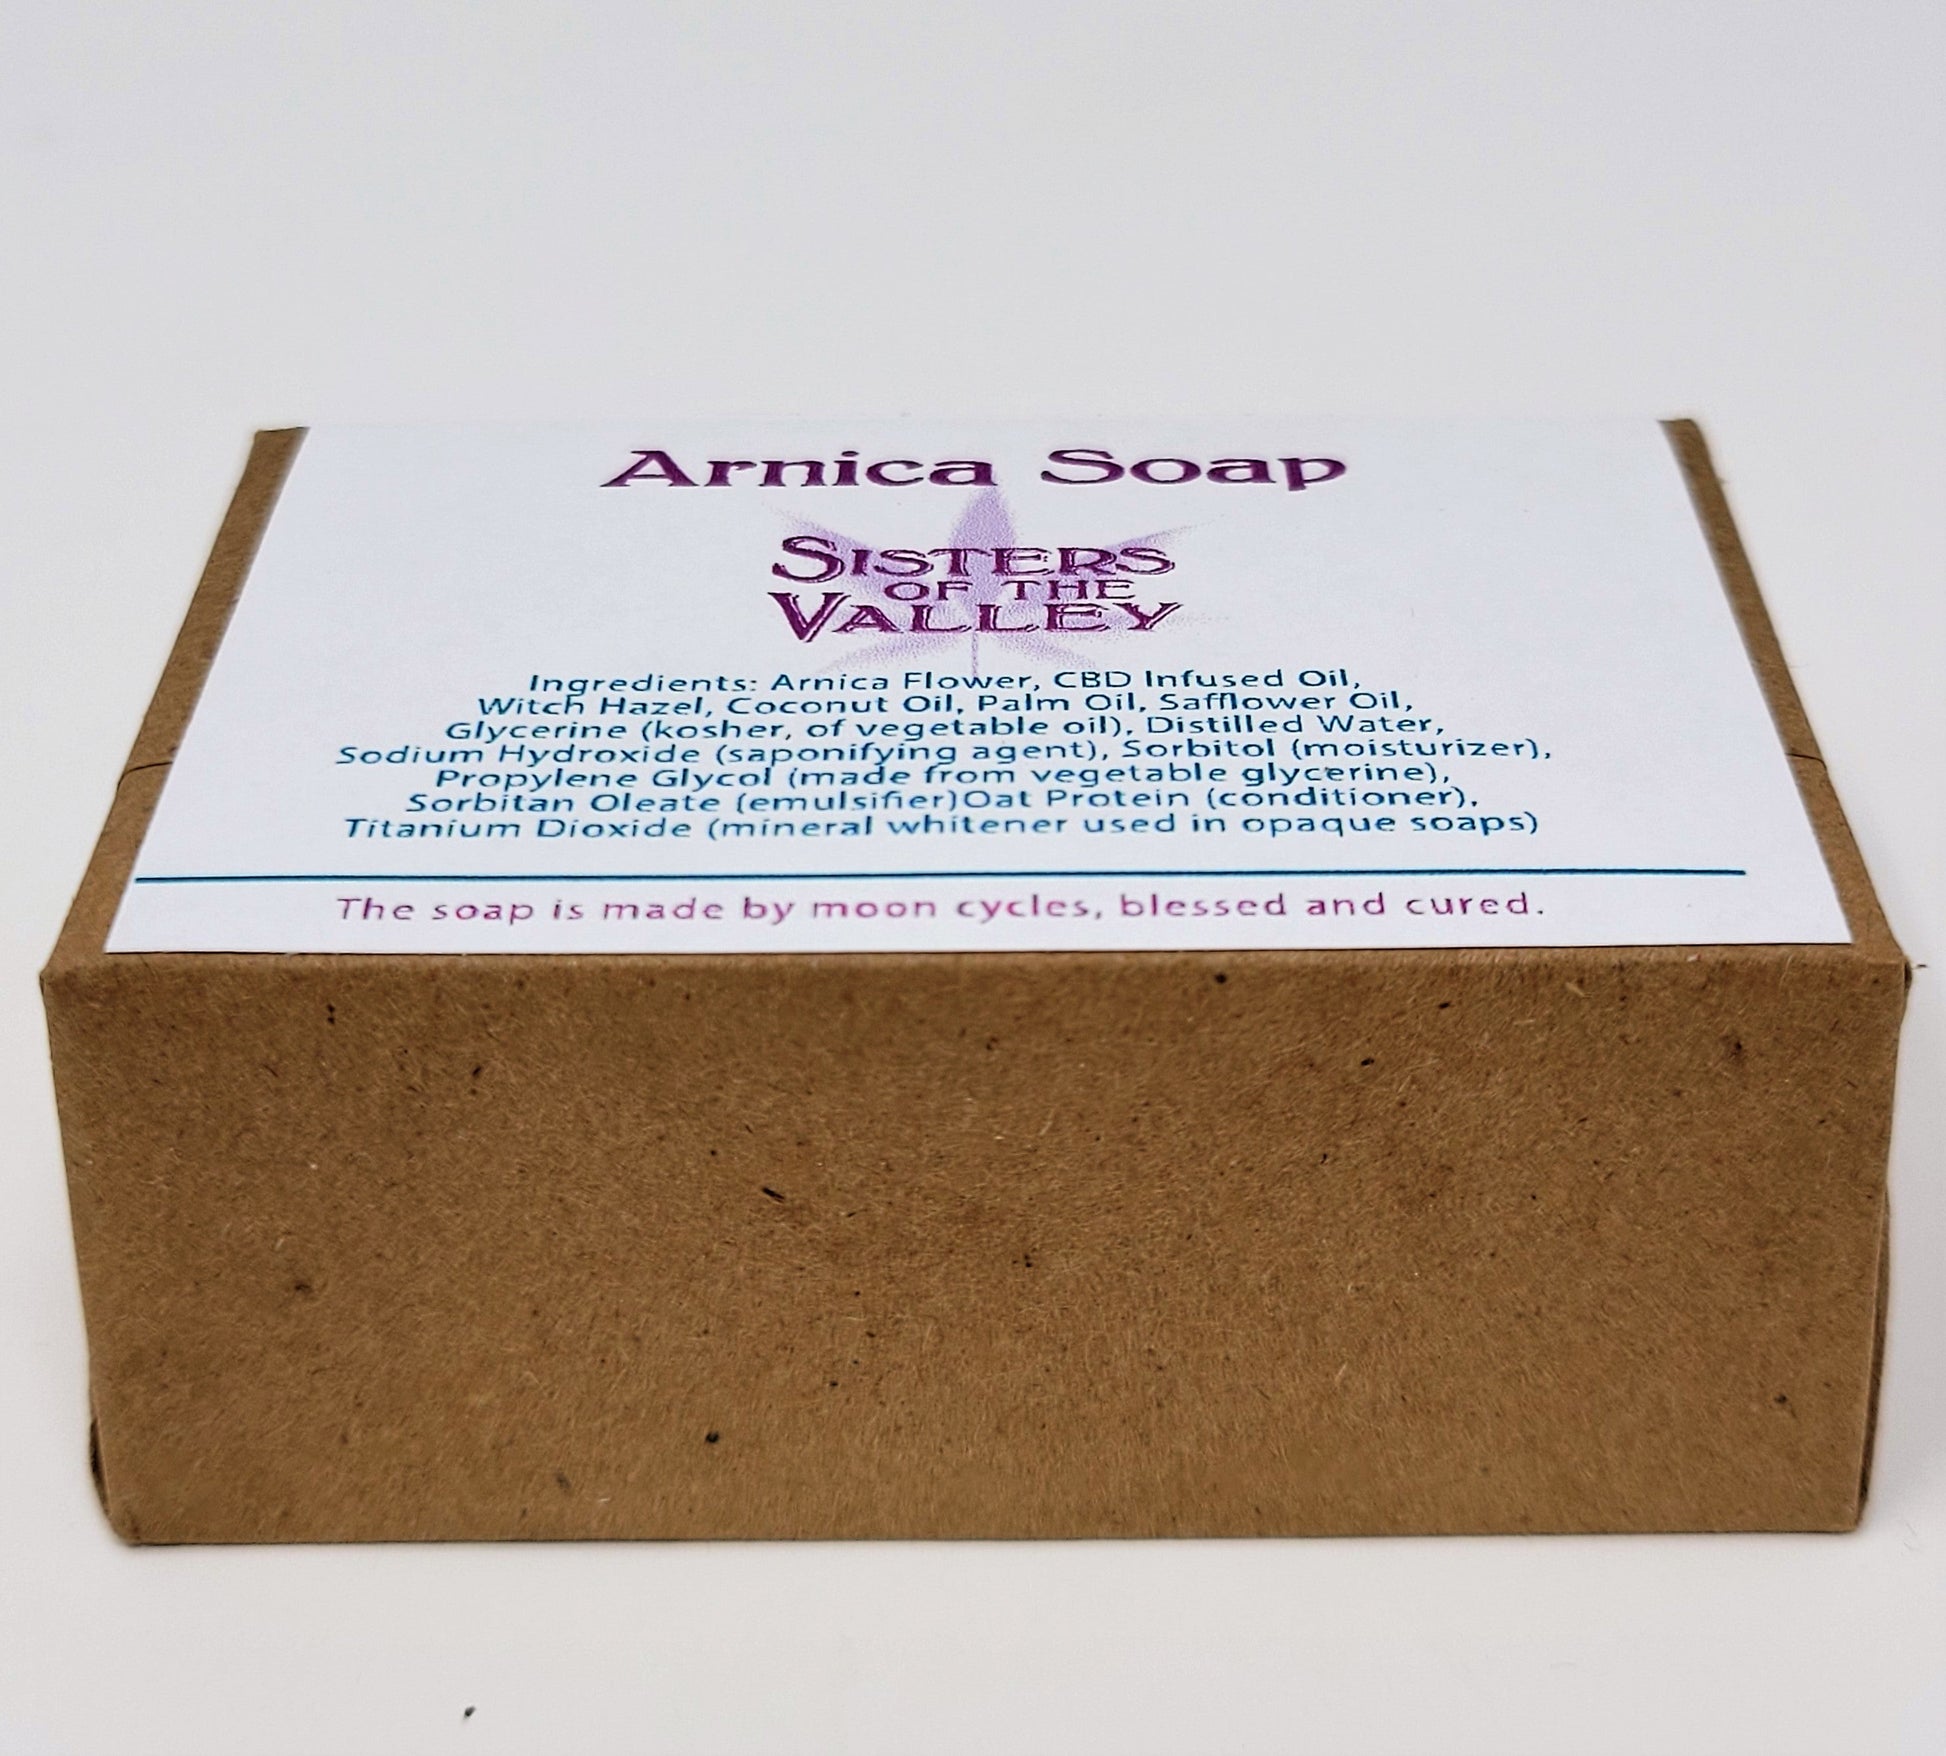 Arnica Soap
SISTERS
OF THE
VALLEY
Ingredients: Arnica Flower, CBD Infused Oil,
Witch Hazel, Coconut Oil, Palm Oil, Safflower Oil,
Glycerine (kosher, of vegetable oil), Distilled Water,
Sodium Hydroxide (saponifying agent), Sorbitol (moisturizer),
Propylene Glycol (made from vegetable glycerine),
Sorbitan Oleate (emulsifier)Oat Protein (conditioner),
Titanium Dioxide (mineral whitener used in opaque soaps)
The soap is made by moon cycles, blessed and cured.